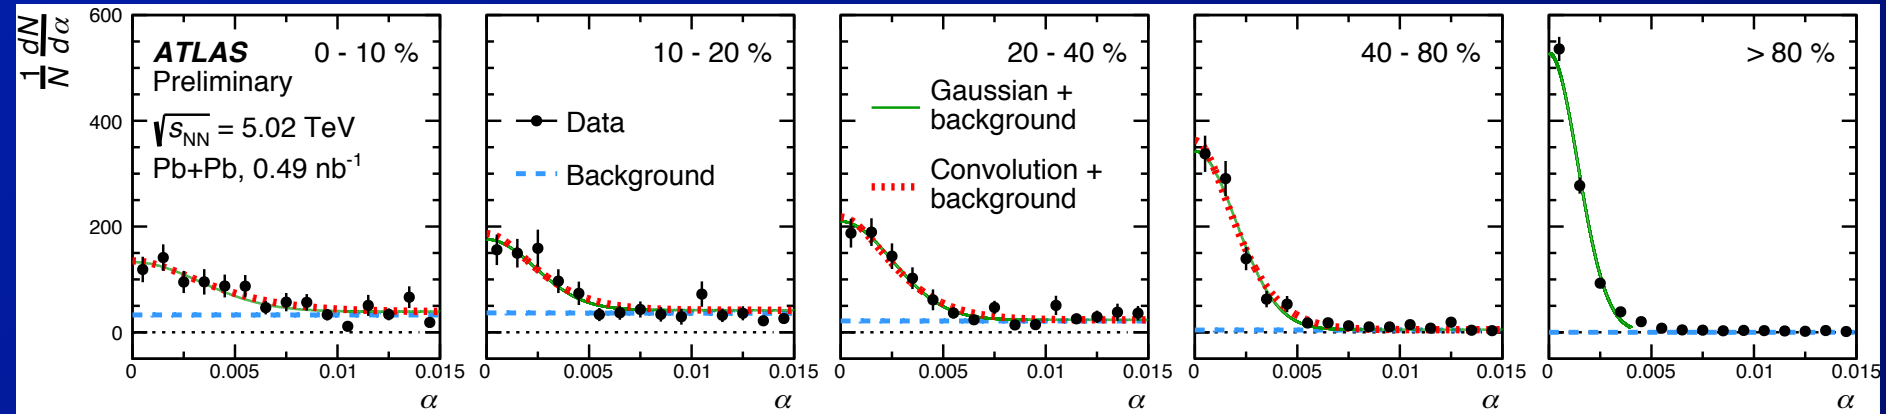 1/N dN/dα
600
400
200
0
ATLAS 0 - 10 %
Preliminary
√sNN = 5.02 TeV
Pb+Pb, 0.49 nb-1
0 0.005 0.01 0.015
α
10 - 20 %
Data
Background
0 0.005 0.01 0.015
α
20 - 40 %
Gaussian +
background
Convolution +
background
0 0.005 0.01 0.015
α
40 - 80 %
0 0.005 0.01 0.015
α
> 80 %
0 0.005 0.01 0.015
α